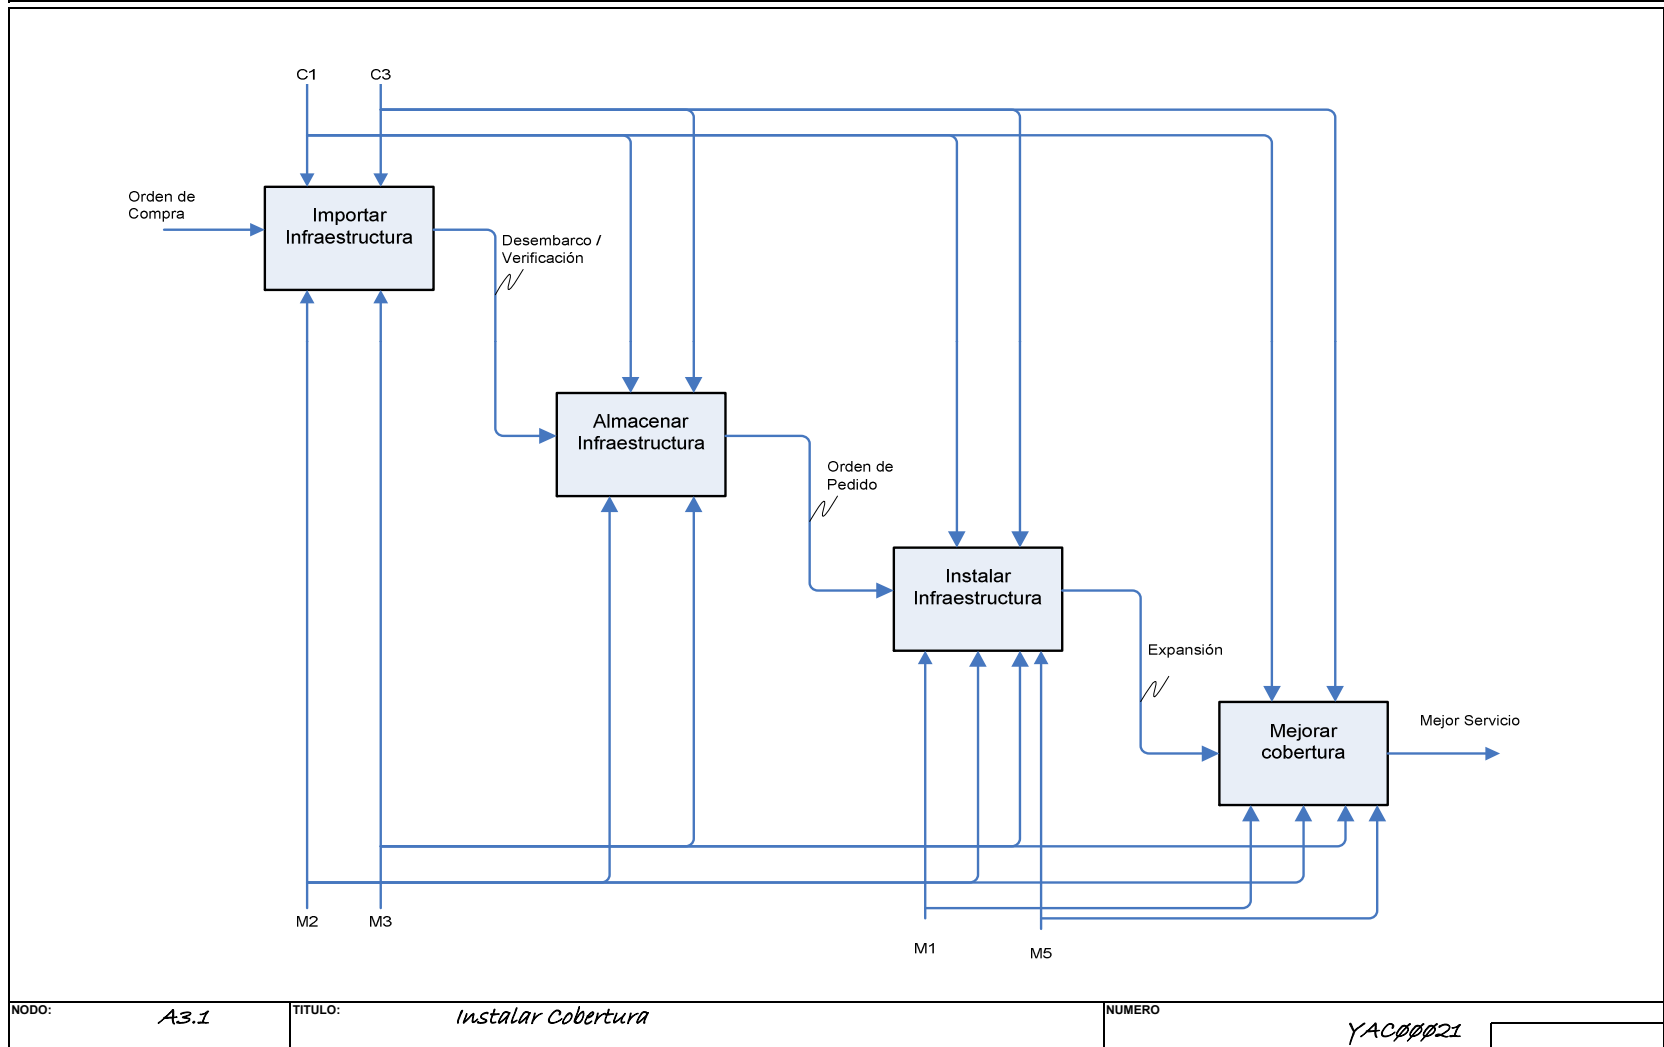 C1
C3
Orden de
Compra
Importar
Infraestructura
Desembarco /
Verificación
Almacenar
Infraestructura
Orden de
Pedido
Instalar
Infraestructura
Expansión
Mejorar
cobertura
Mejor Servicio
M2
M3
M1
M5
NODO:
A3.1
TITULO:
Instalar Cobertura
NUMERO
YAC00021